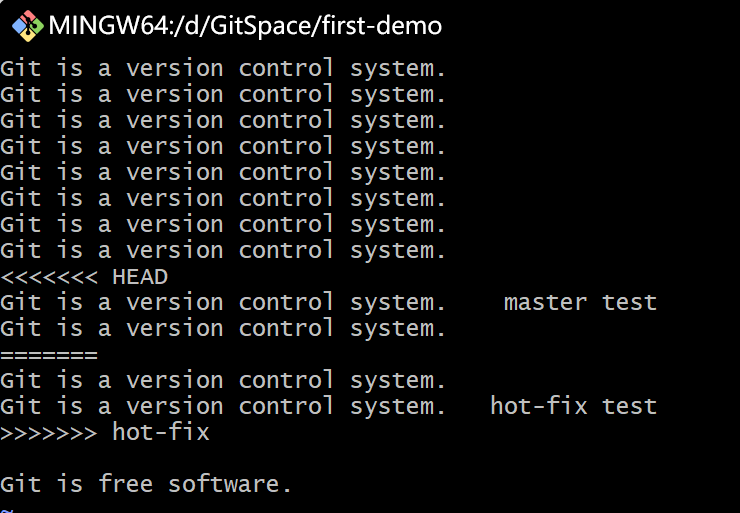 MINGW64:/d/GitSpace/first-demo
Git is a version control system.
Git is a version control system.
Git is a version control system.
Git is a version control system.
Git is a version control system.
Git is a version control system.
Git is a version control system.
Git is a version control system.
<<<<<<< HEAD
Git is a version control system.    master test
Git is a version control system.
=======
Git is a version control system.
Git is a version control system.   hot-fix test
>>>>>>> hot-fix

Git is free software.
~